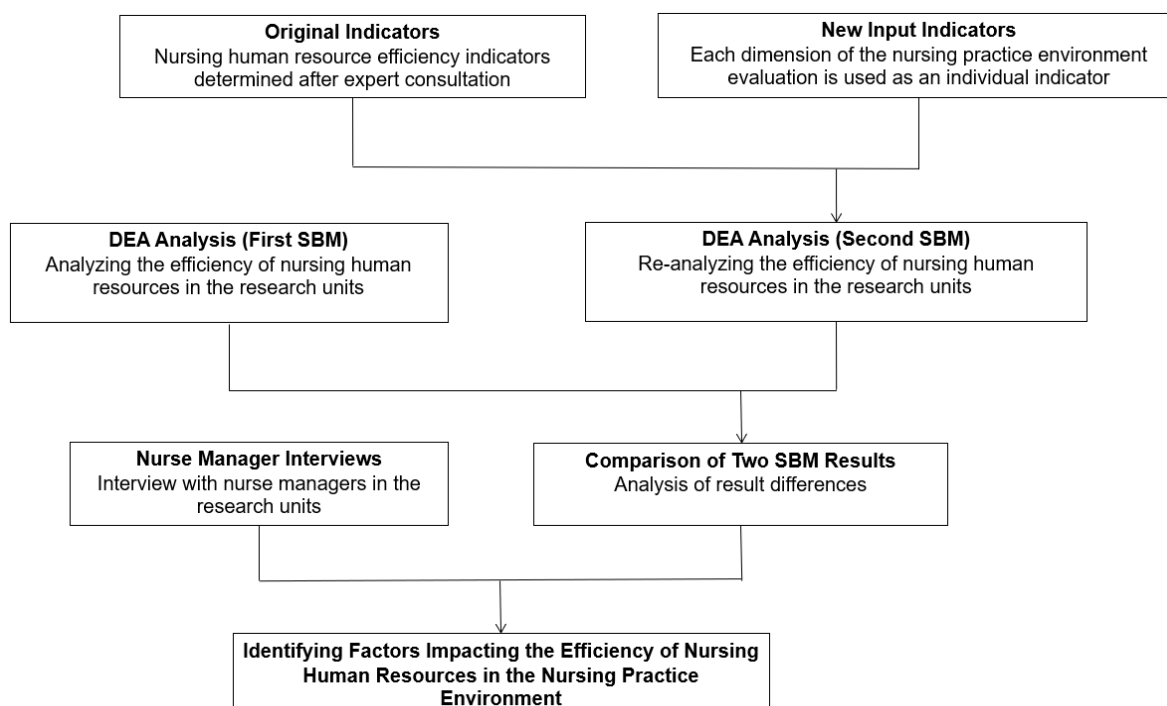 Original Indicators
Nursing human resource efficiency indicators
determined after expert consultation
New Input Indicators
Each dimension of the nursing practice environment
evaluation is used as an individual indicator
DEA Analysis (First SBM)
Analyzing the efficiency of nursing human
resources in the research units
DEA Analysis (Second SBM)
Re-analyzing the efficiency of nursing human
resources in the research units
Nurse Manager Interviews
Interview with nurse managers in the
research units
Comparison of Two SBM Results
Analysis of result differences
Identifying Factors Impacting the Efficiency of Nursing
Human Resources in the Nursing Practice
Environment